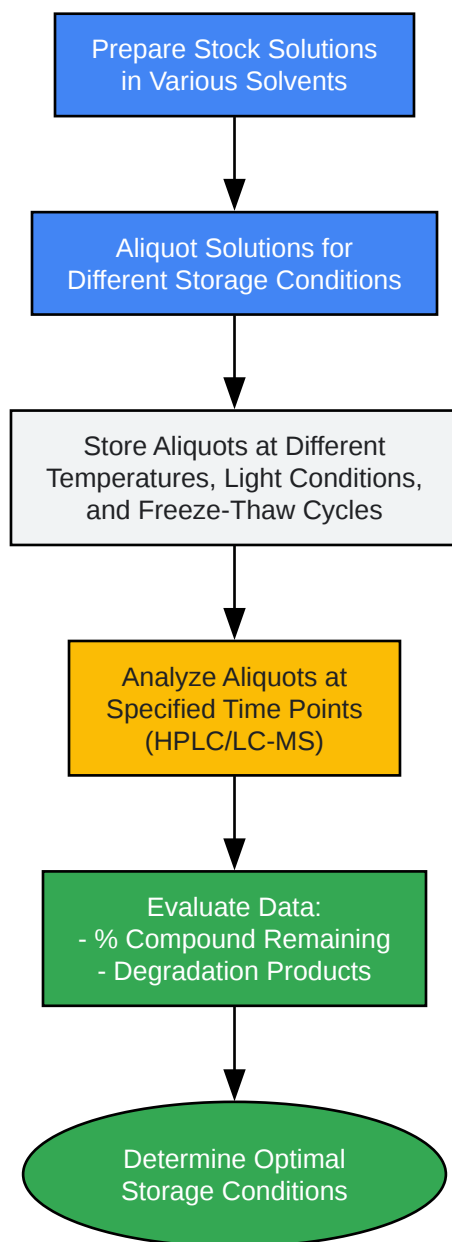 Prepare Stock Solutions
in Various Solvents
Aliquot Solutions for
Different Storage Conditions
Store Aliquots at Different
Temperatures, Light Conditions,
and Freeze-Thaw Cycles
Analyze Aliquots at
Specified Time Points
(HPLC/LC-MS)
Evaluate Data:
- % Compound Remaining
- Degradation Products
Determine Optimal
Storage Conditions